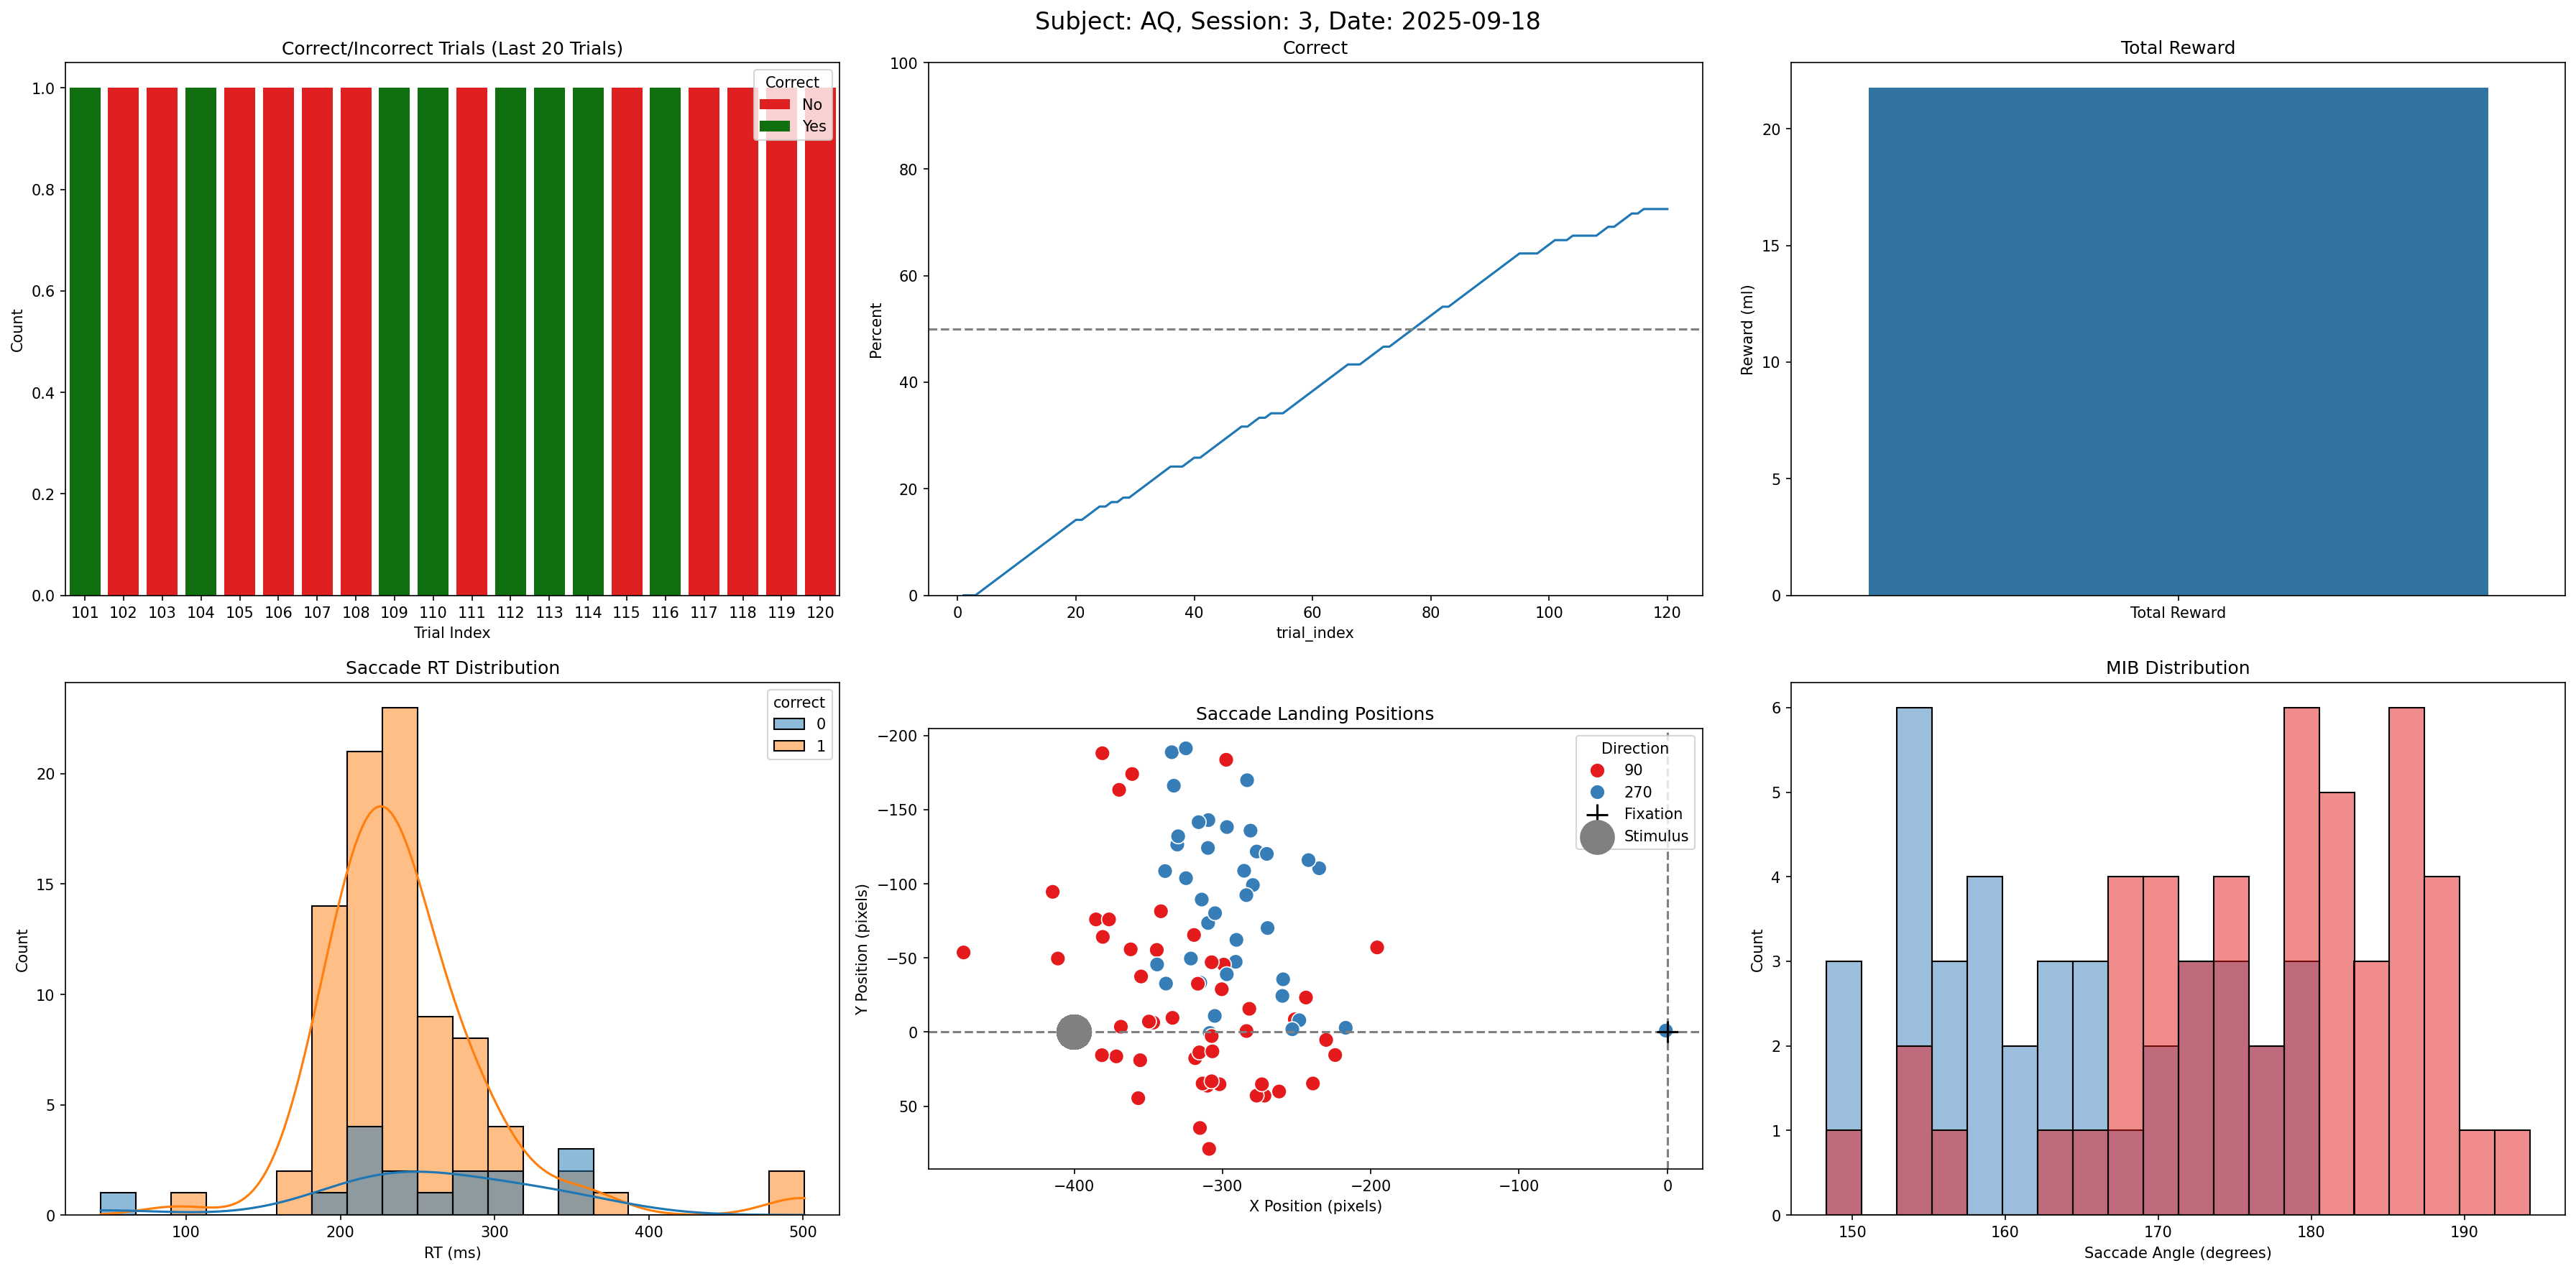 Subject: AQ, Session: 3, Date: 2025-09-18
Correct/Incorrect Trials (Last 20 Trials)
Count
1.0
0.8
0.6
0.4
0.2
0.0
Correct
No
Yes
101 102 103 104 105 106 107 108 109 110 111 112 113 114 115 116 117 118 119 120
Trial Index
Correct
Percent
100
80
60
40
20
0
0 20 40 60 80 100 120
trial_index
Total Reward
Reward (ml)
20
15
10
5
0
Total Reward
Saccade RT Distribution
Count
20
15
10
5
0
correct
0
1
100 200 300 400 500
RT (ms)
Saccade Landing Positions
Y Position (pixels)
−200
−150
−100
−50
0
50
Direction
90
270
Fixation
Stimulus
−400 −300 −200 −100 0
X Position (pixels)
MIB Distribution
Count
6
5
4
3
2
1
0
150 160 170 180 190
Saccade Angle (degrees)